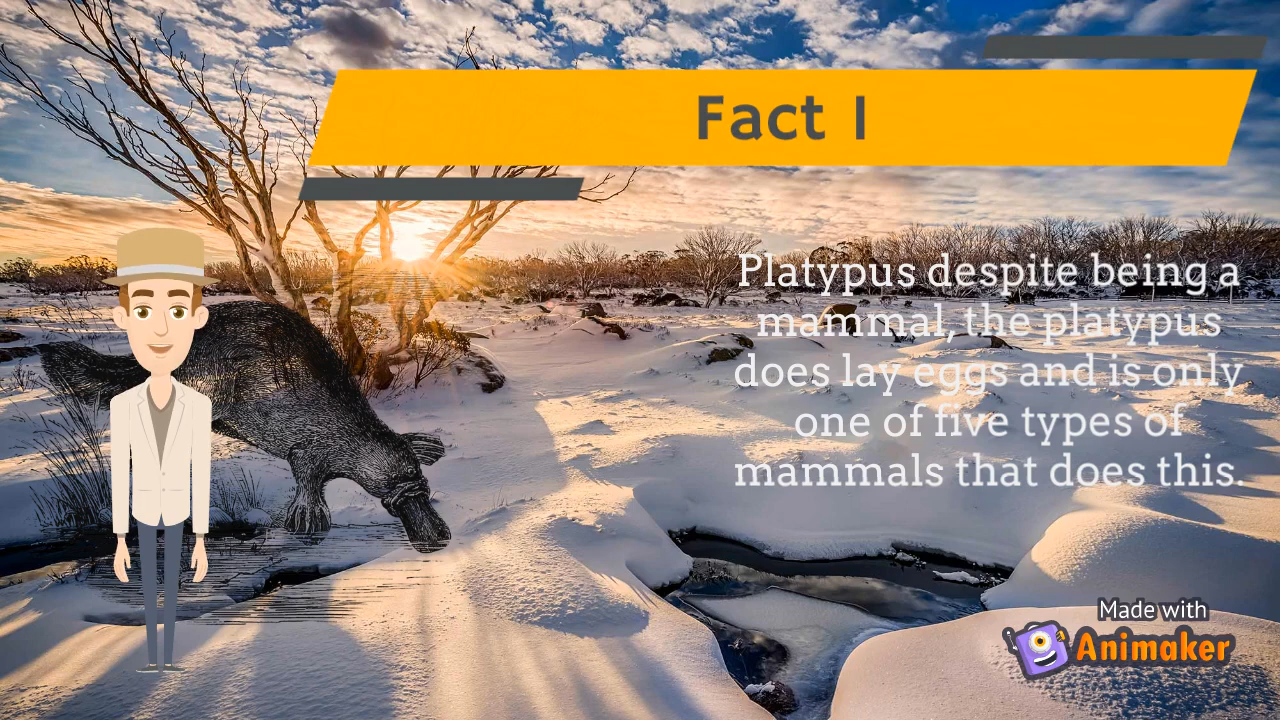 Fact 1
Platypus despite being a
mammal, the platypus
does lay eggs and is only
one of five types of
mammals that does this.
Made with
Animaker